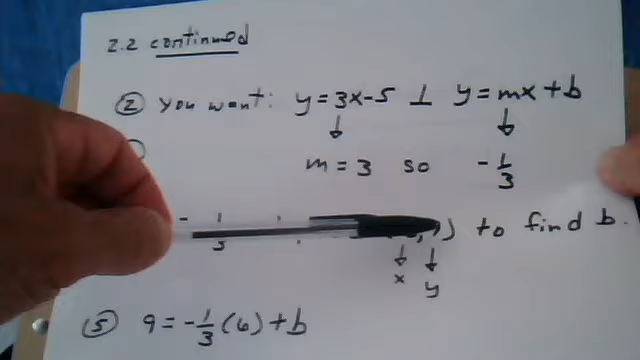 2.2 continued
② You want: y = 3x - 5 ⊥ y = mx + b
↓ ↓
m = 3 so - 1/3
) to find b.
↓ ↓
x y
⑤ 9 = - 1/3 (6) + b